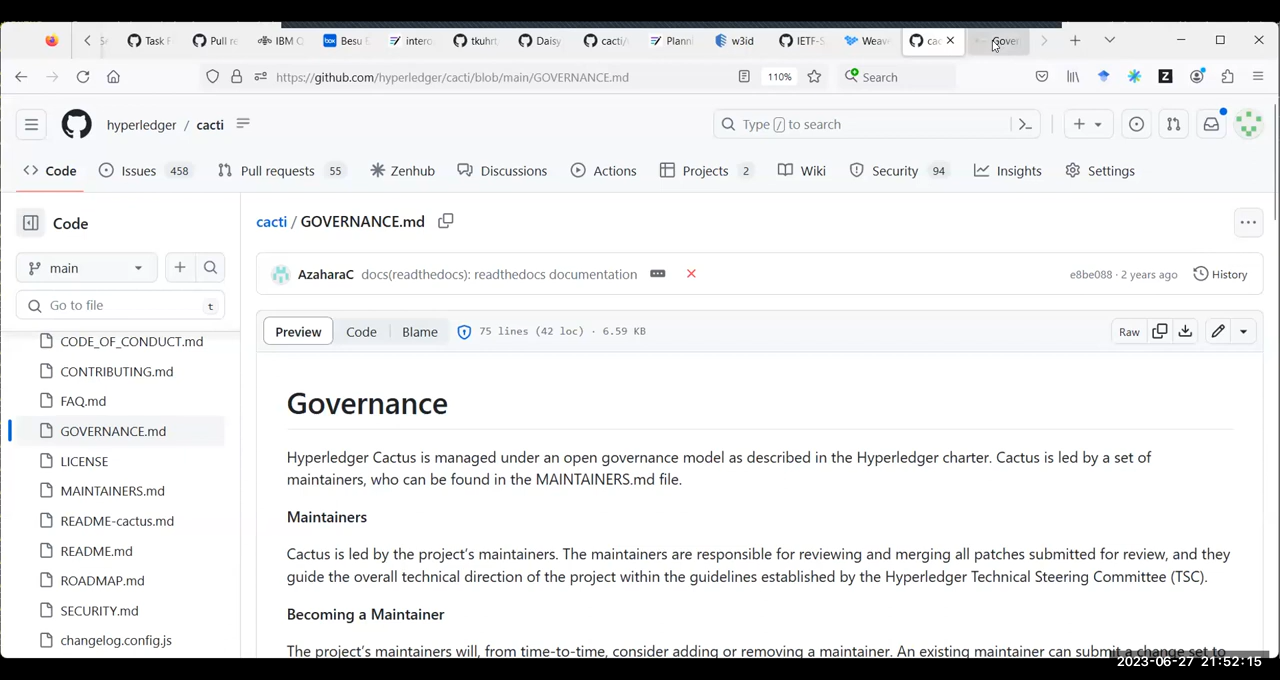 Task F
Pull re
IBM Q
Besu E
intero
tkuhrt
Daisy
cacti/
Planni
w3id
IETF-S
Weave
cac
Gover
https://github.com/hyperledger/cacti/blob/main/GOVERNANCE.md
110%
Search
hyperledger / cacti
Type / to search
Code
Issues 458
Pull requests 55
Zenhub
Discussions
Actions
Projects 2
Wiki
Security 94
Insights
Settings
Code
main
Go to file t
CODE_OF_CONDUCT.md
CONTRIBUTING.md
FAQ.md
GOVERNANCE.md
LICENSE
MAINTAINERS.md
README-cactus.md
README.md
ROADMAP.md
SECURITY.md
changelog.config.js
cacti / GOVERNANCE.md
AzaharaC docs(readthedocs): readthedocs documentation
e8be088 · 2 years ago
History
Preview
Code
Blame
75 lines (42 loc) · 6.59 KB
Raw
Governance
Hyperledger Cactus is managed under an open governance model as described in the Hyperledger charter. Cactus is led by a set of
maintainers, who can be found in the MAINTAINERS.md file.
Maintainers
Cactus is led by the project's maintainers. The maintainers are responsible for reviewing and merging all patches submitted for review, and they
guide the overall technical direction of the project within the guidelines established by the Hyperledger Technical Steering Committee (TSC).
Becoming a Maintainer
The project's maintainers will, from time-to-time, consider adding or removing a maintainer. An existing maintainer can submit a change set to
2023-06-27 21:52:15